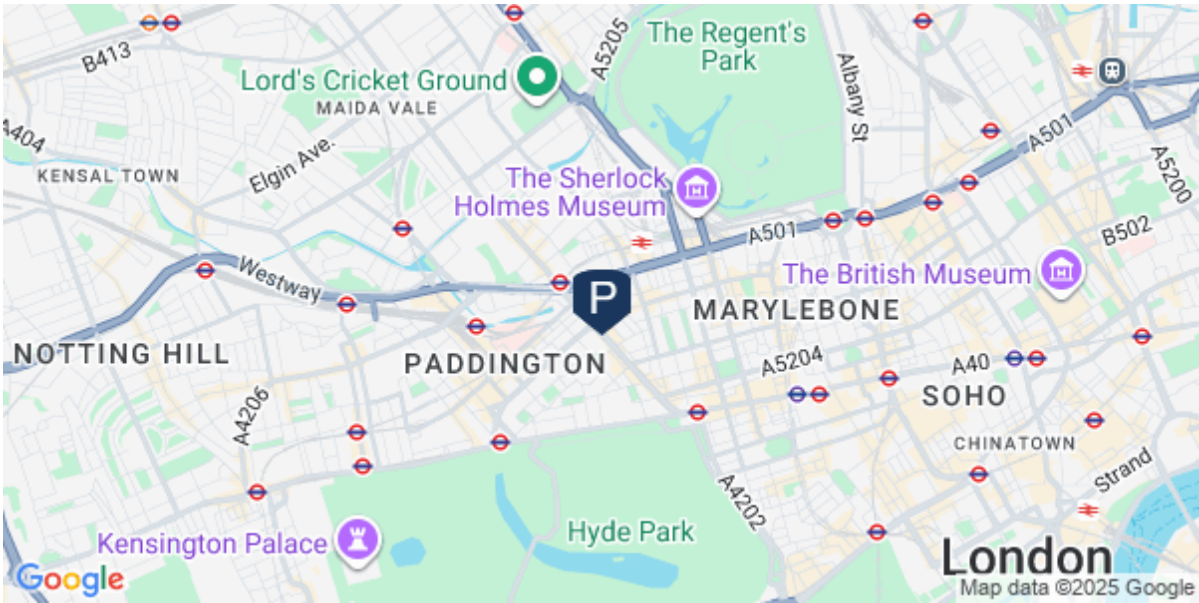 B413
A5205
The Regent's
Park
Lord's Cricket Ground
MAIDA VALE
Albany St
A404
Elgin Ave.
A501
A5200
KENSAL TOWN
The Sherlock
Holmes Museum
A501
B502
Westway
The British Museum
P
MARYLEBONE
NOTTING HILL
PADDINGTON
A5204
A40
SOHO
A4206
CHINATOWN
Strand
A4202
Hyde Park
Kensington Palace
London
Google
Map data ©2025 Google